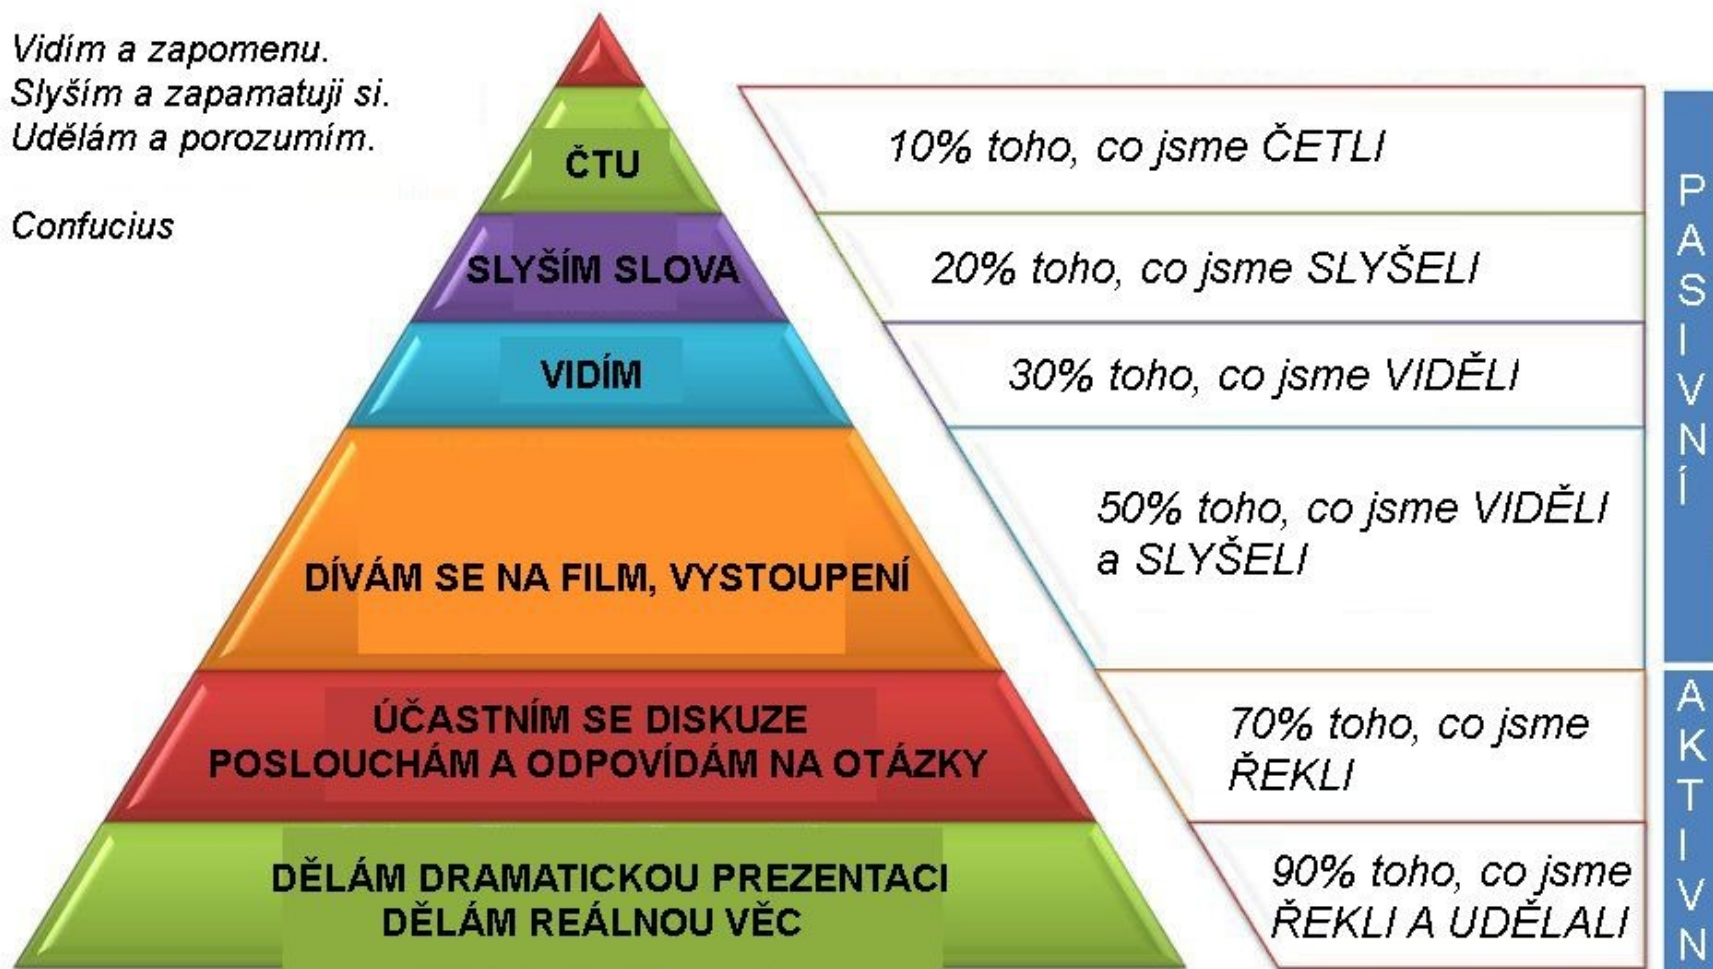 Vidím a zapomenu.
Slyším a zapamatuji si.
Udělám a porozumím.
Confucius
ČTU
10% toho, co jsme ČETLI
SLYŠÍM SLOVA
20% toho, co jsme SLYŠELI
VIDÍM
30% toho, co jsme VIDĚLI
DÍVÁM SE NA FILM, VYSTOUPENÍ
50% toho, co jsme VIDĚLI
a SLYŠELI
ÚČASTNÍM SE DISKUZE
POSLOUCHÁM A ODPOVÍDÁM NA OTÁZKY
70% toho, co jsme
ŘEKLI
DĚLÁM DRAMATICKOU PREZENTACI
DĚLÁM REÁLNOU VĚC
90% toho, co jsme
ŘEKLI A UDĚLALI
PASIVNÍ
AKTIVN